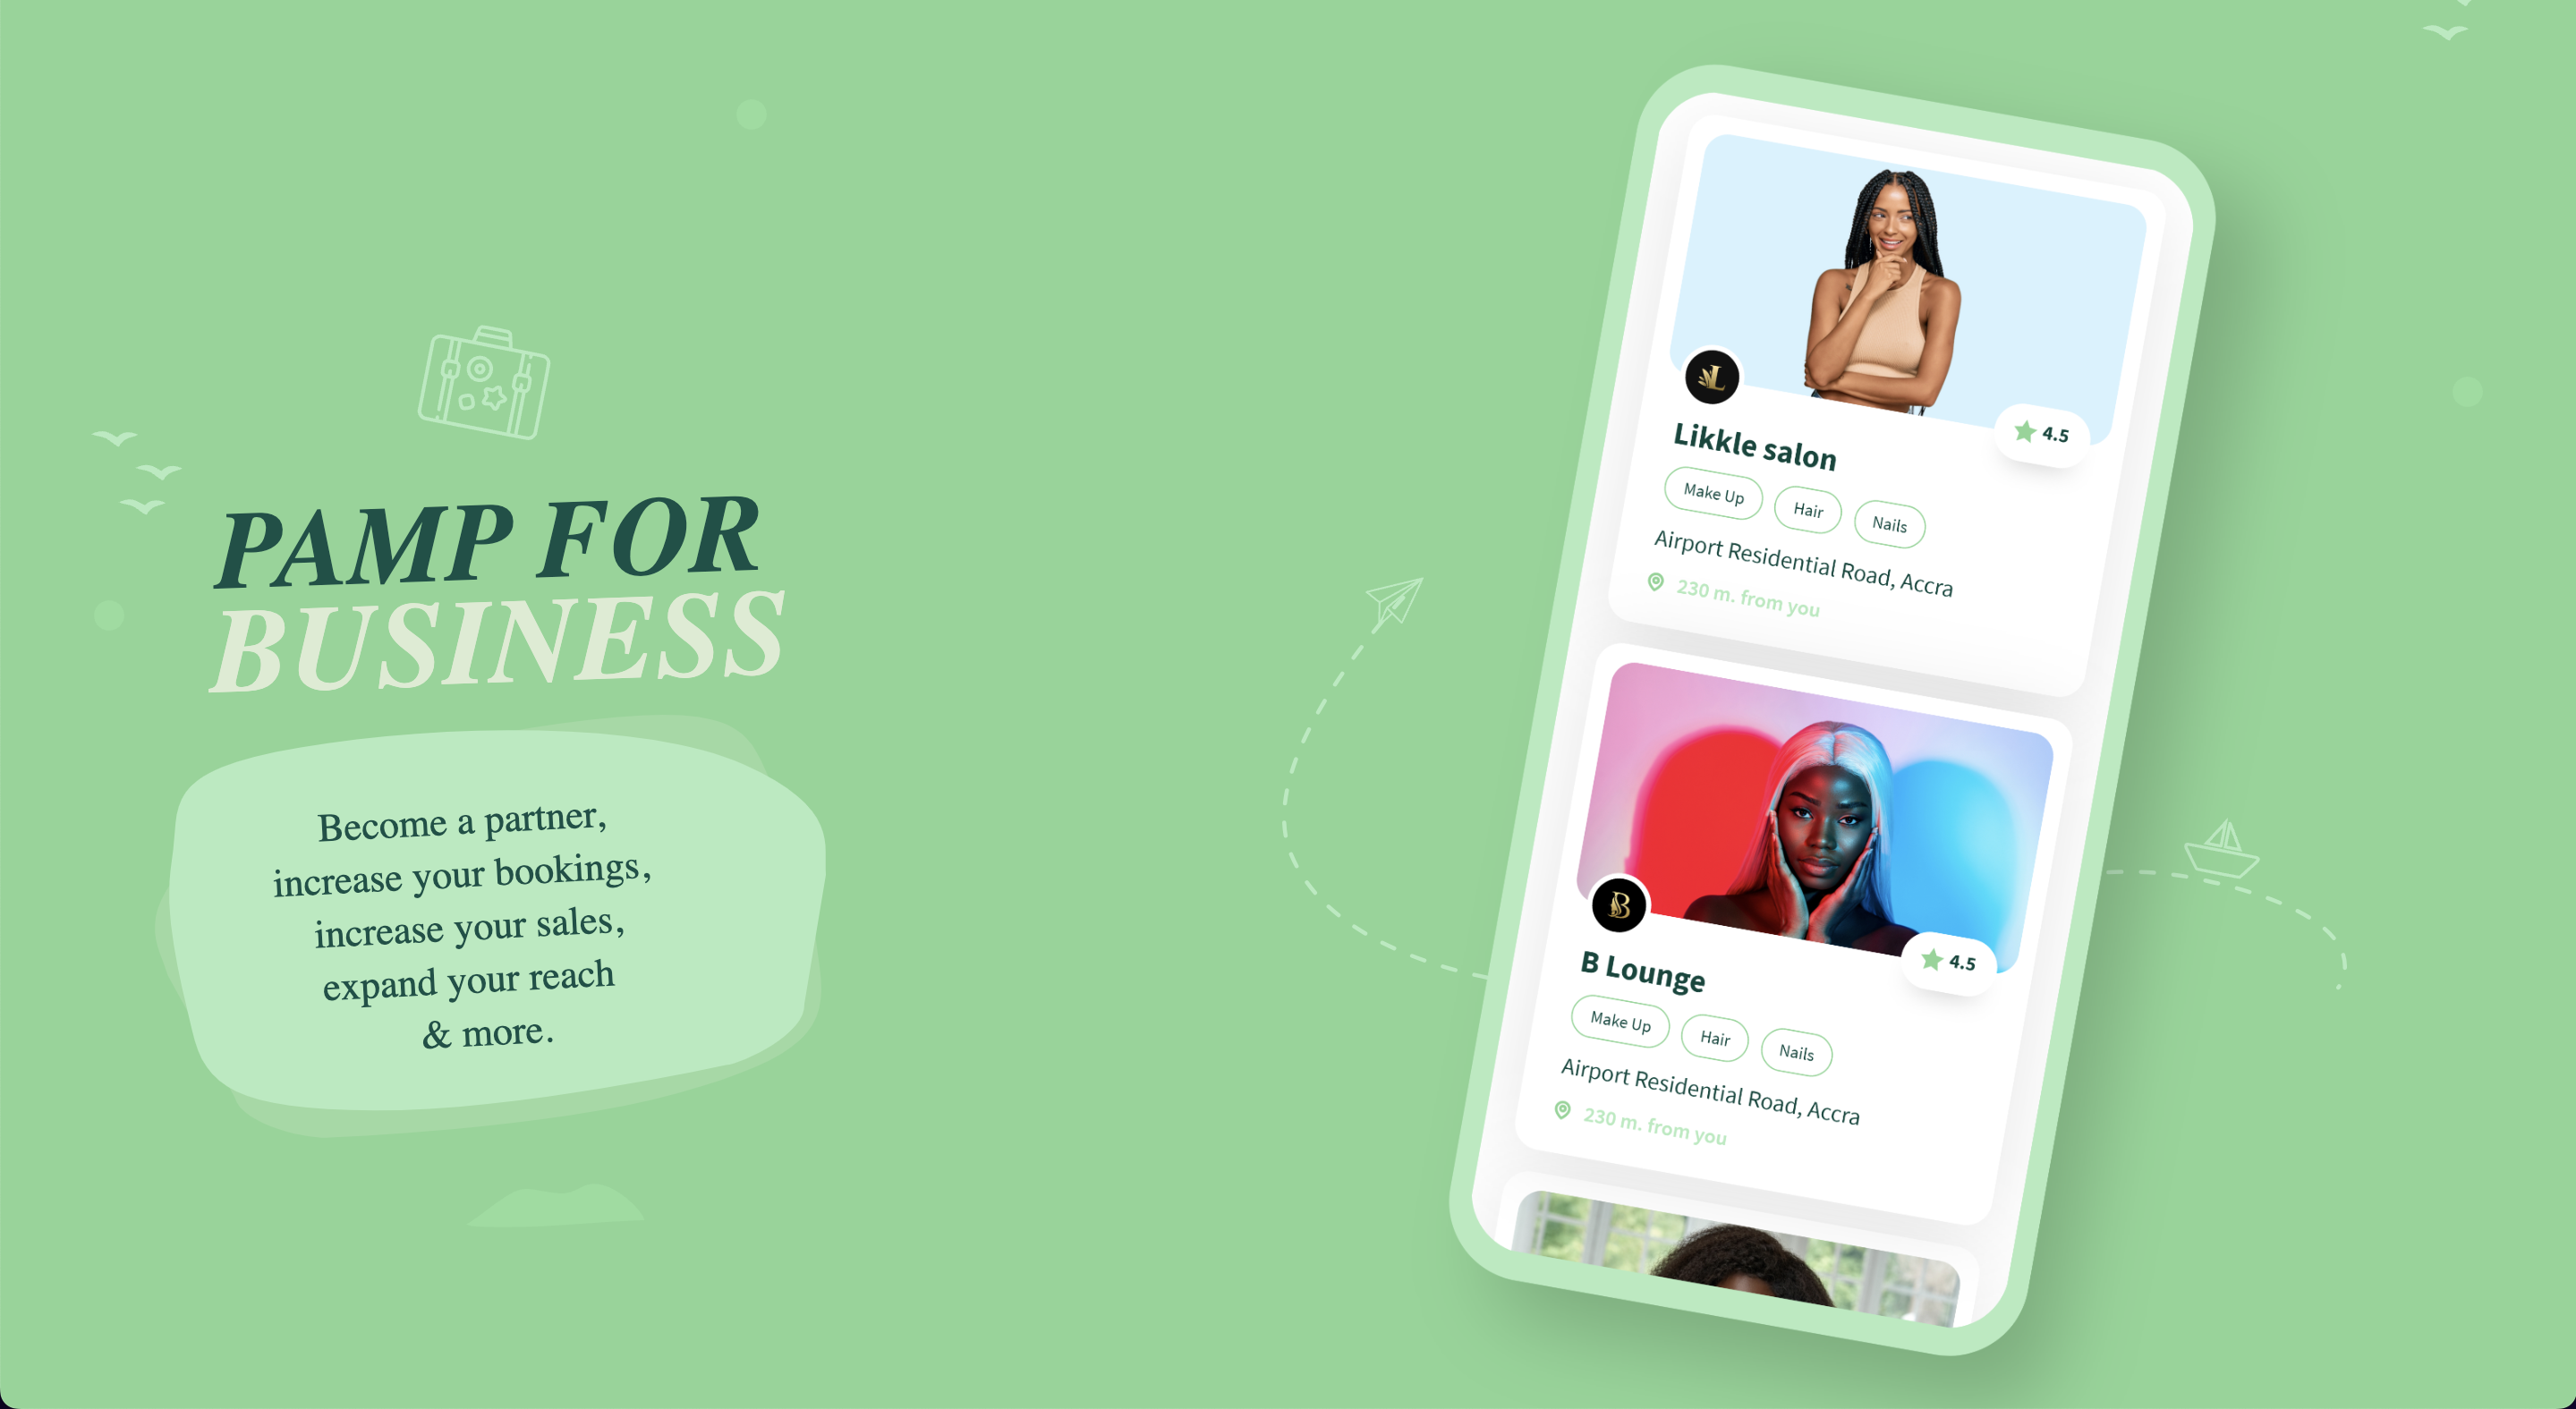 PAMP FOR
BUSINESS
Become a partner,
increase your bookings,
increase your sales,
expand your reach
& more.
L
4.5
Likkle salon
Make Up
Hair
Nails
Airport Residential Road, Accra
230 m. from you
B
4.5
B Lounge
Make Up
Hair
Nails
Airport Residential Road, Accra
230 m. from you